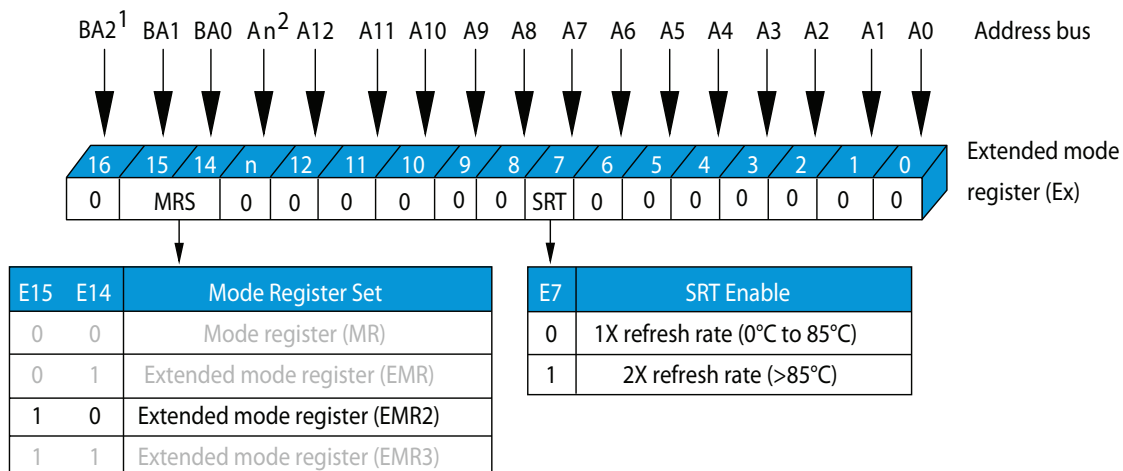 BA2¹ BA1 BA0 An² A12 A11 A10 A9 A8 A7 A6 A5 A4 A3 A2 A1 A0 Address bus
16 15 14 n 12 11 10 9 8 7 6 5 4 3 2 1 0 Extended mode
0 MRS 0 0 0 0 0 0 SRT 0 0 0 0 0 0 0 register (Ex)
E15 E14 Mode Register Set
0 0 Mode register (MR)
0 1 Extended mode register (EMR)
1 0 Extended mode register (EMR2)
1 1 Extended mode register (EMR3)
E7 SRT Enable
0 1X refresh rate (0°C to 85°C)
1 2X refresh rate (>85°C)